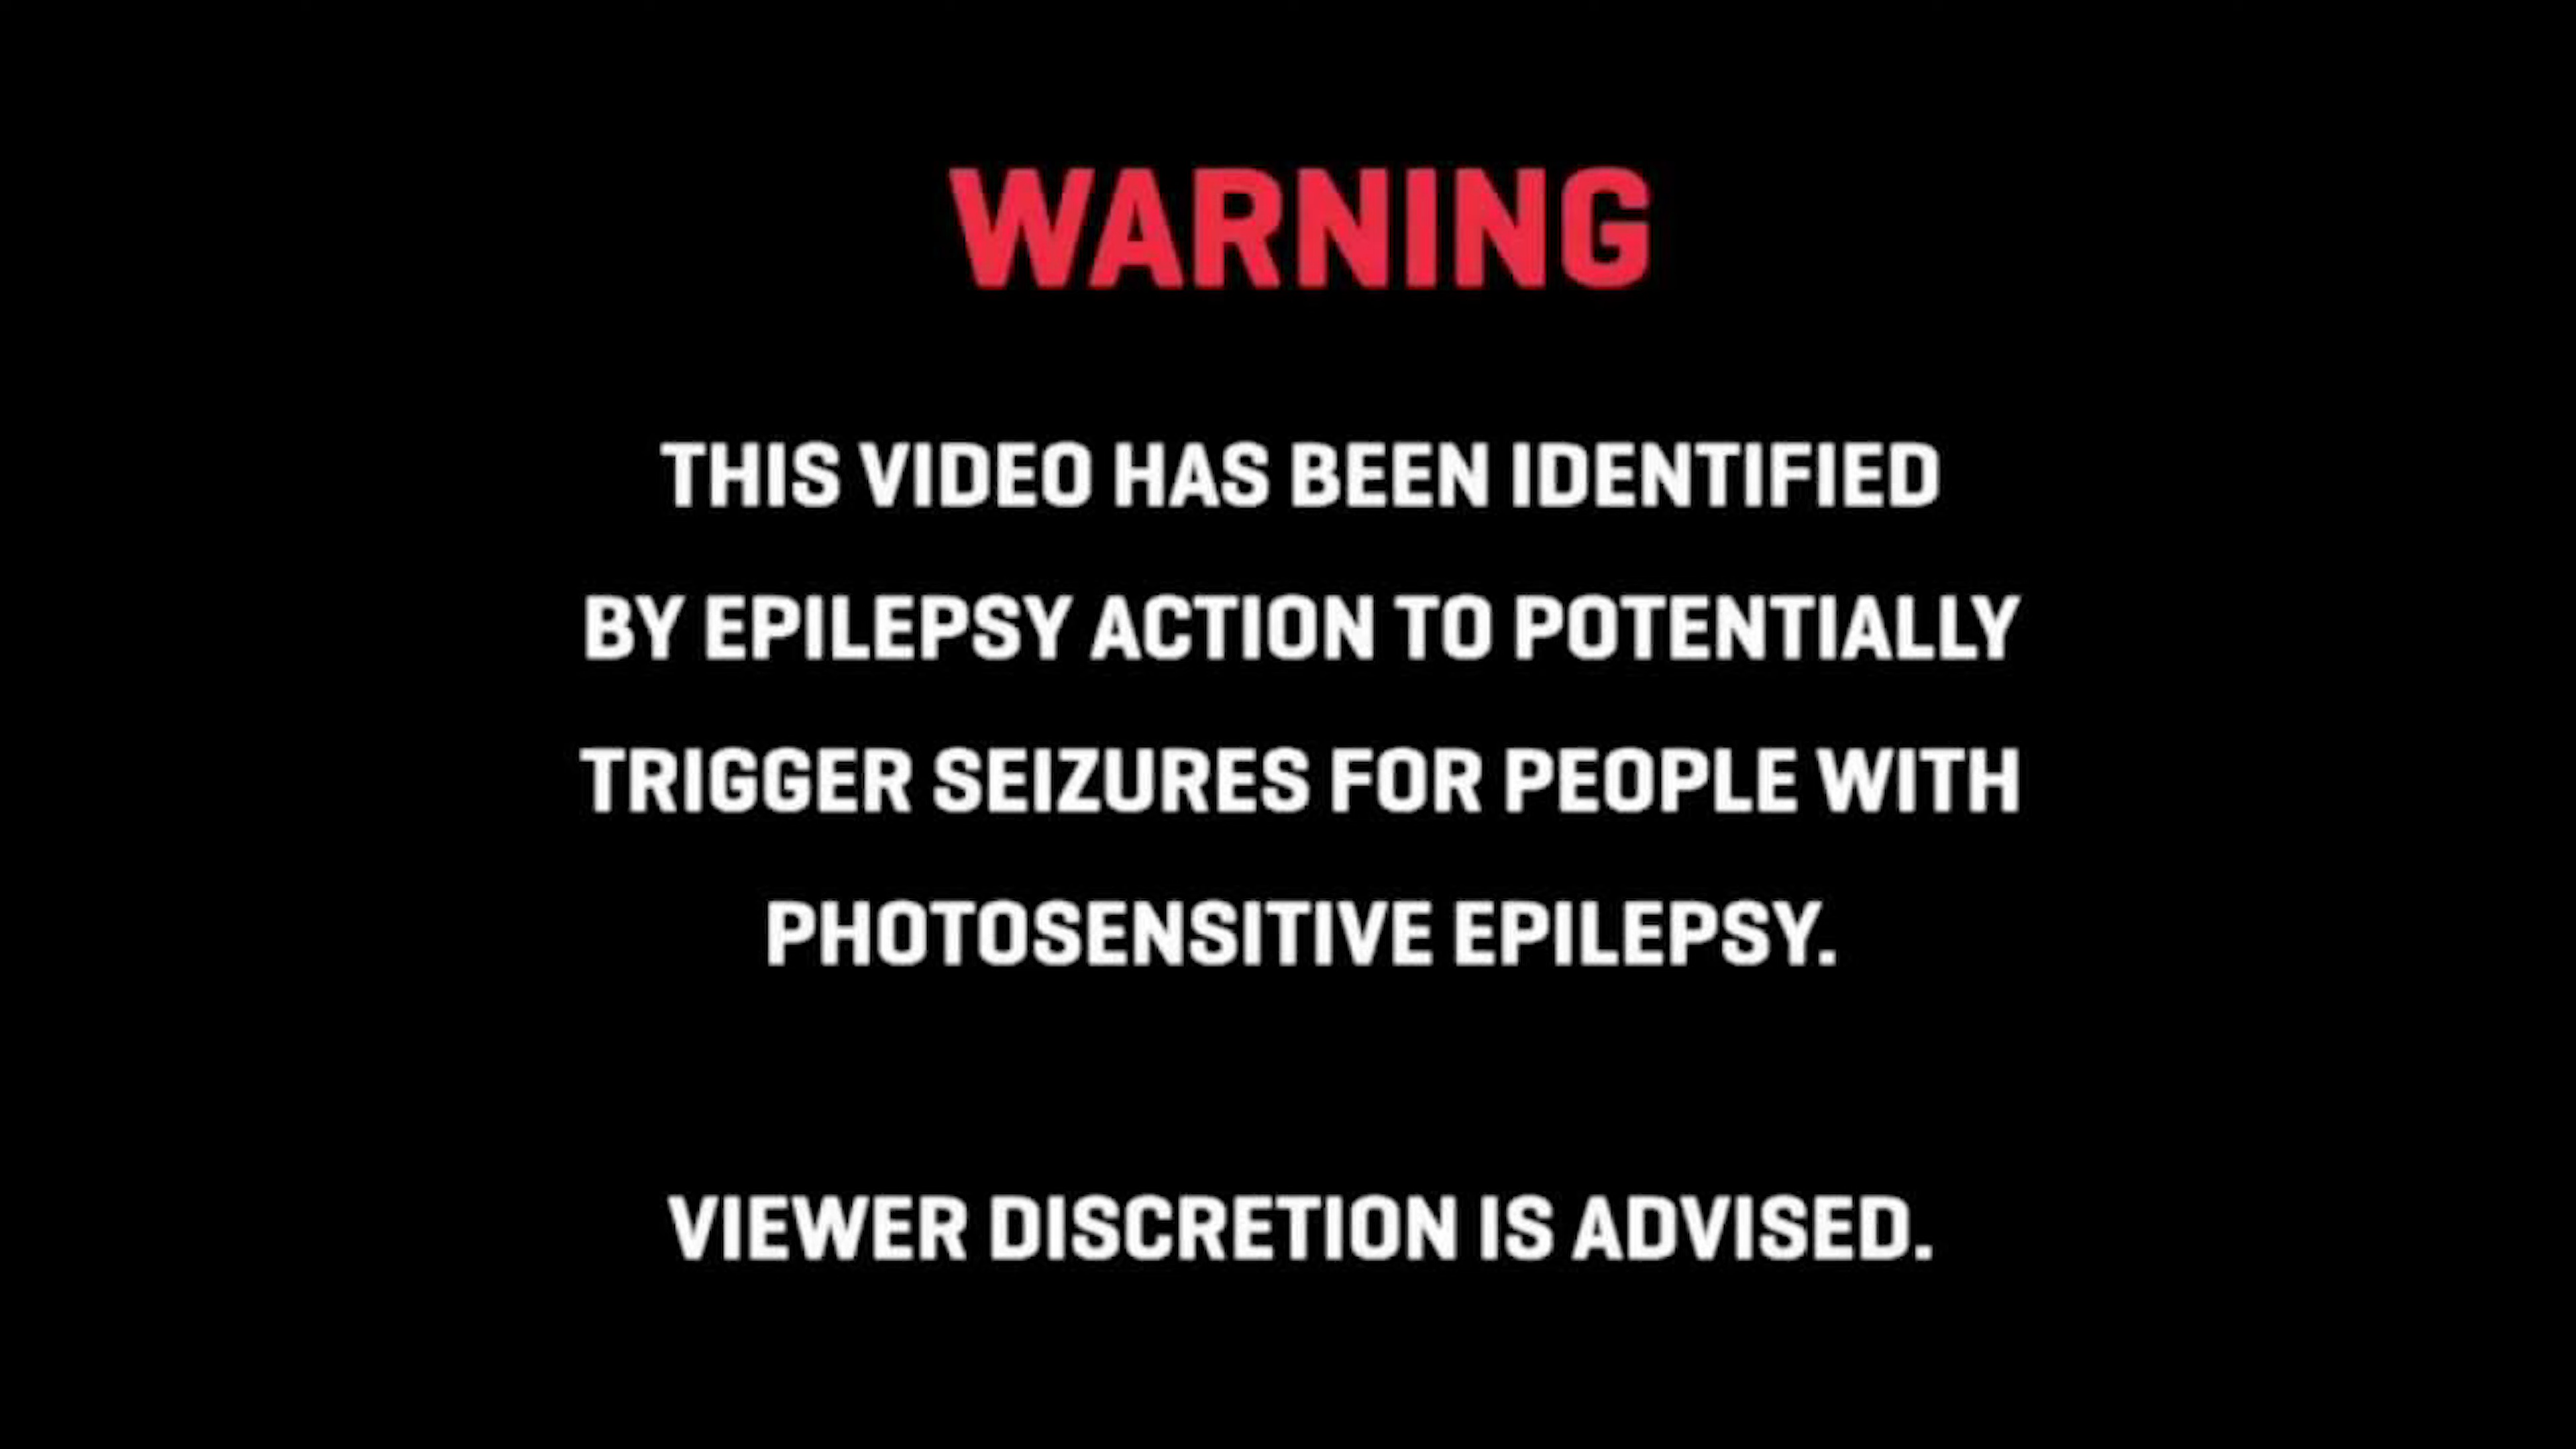 WARNING
THIS VIDEO HAS BEEN IDENTIFIED
BY EPILEPSY ACTION TO POTENTIALLY
TRIGGER SEIZURES FOR PEOPLE WITH
PHOTOSENSITIVE EPILEPSY.
VIEWER DISCRETION IS ADVISED.